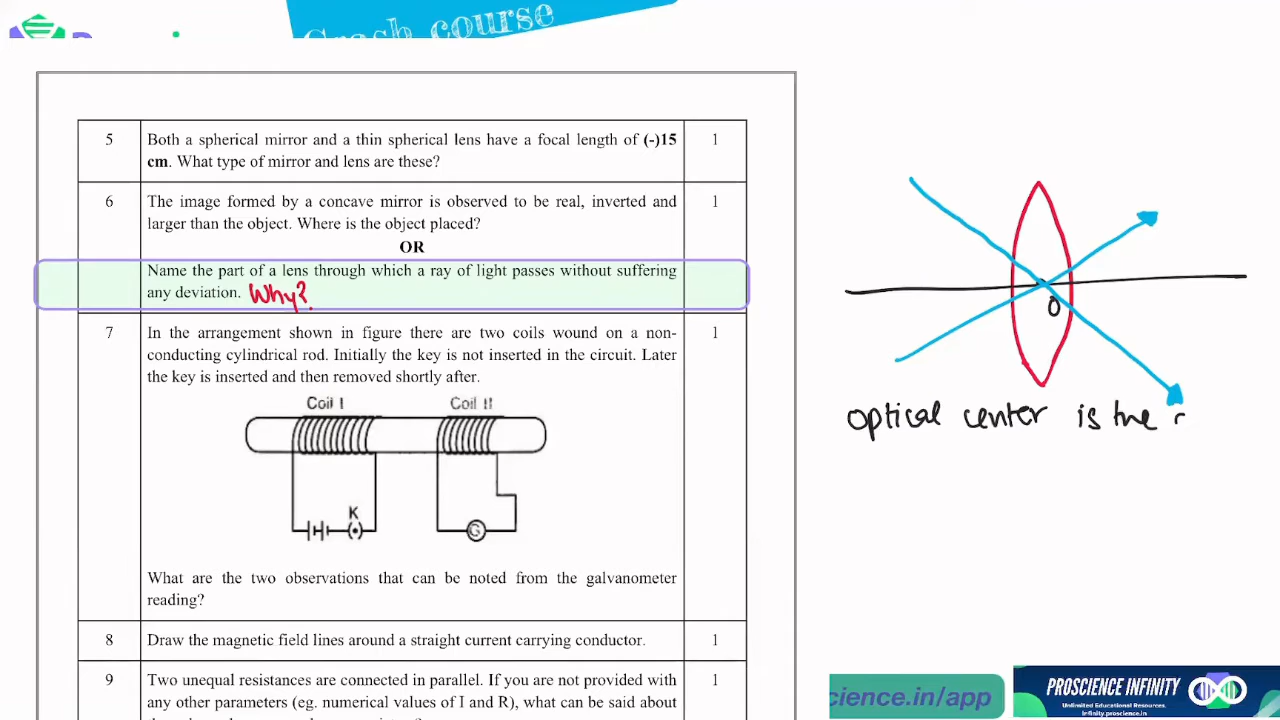 Crash course
5 Both a spherical mirror and a thin spherical lens have a focal length of (-)15 1
cm. What type of mirror and lens are these?
6 The image formed by a concave mirror is observed to be real, inverted and 1
larger than the object. Where is the object placed?
OR
Name the part of a lens through which a ray of light passes without suffering
any deviation. Why?
7 In the arrangement shown in figure there are two coils wound on a non- 1
conducting cylindrical rod. Initially the key is not inserted in the circuit. Later
the key is inserted and then removed shortly after.
Coil I Coil II
K
G
What are the two observations that can be noted from the galvanometer
reading?
8 Draw the magnetic field lines around a straight current carrying conductor. 1
9 Two unequal resistances are connected in parallel. If you are not provided with 1
any other parameters (eg. numerical values of I and R), what can be said about
O
optical center is the
cience.in/app
PROSCIENCE INFINITY
Unlimited Educational Resources.
infinity.proscience.in